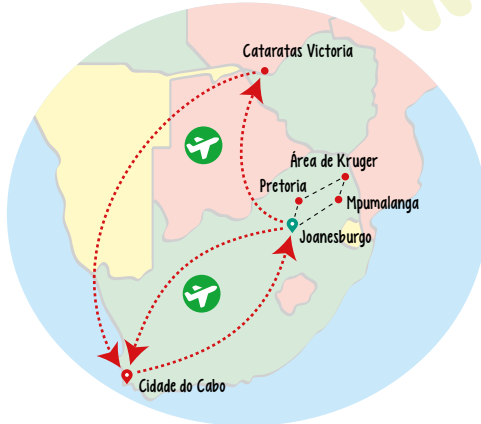 Cataratas Victoria
Área de Kruger
Pretoria
Mpumalanga
Joanesburgo
Cidade do Cabo